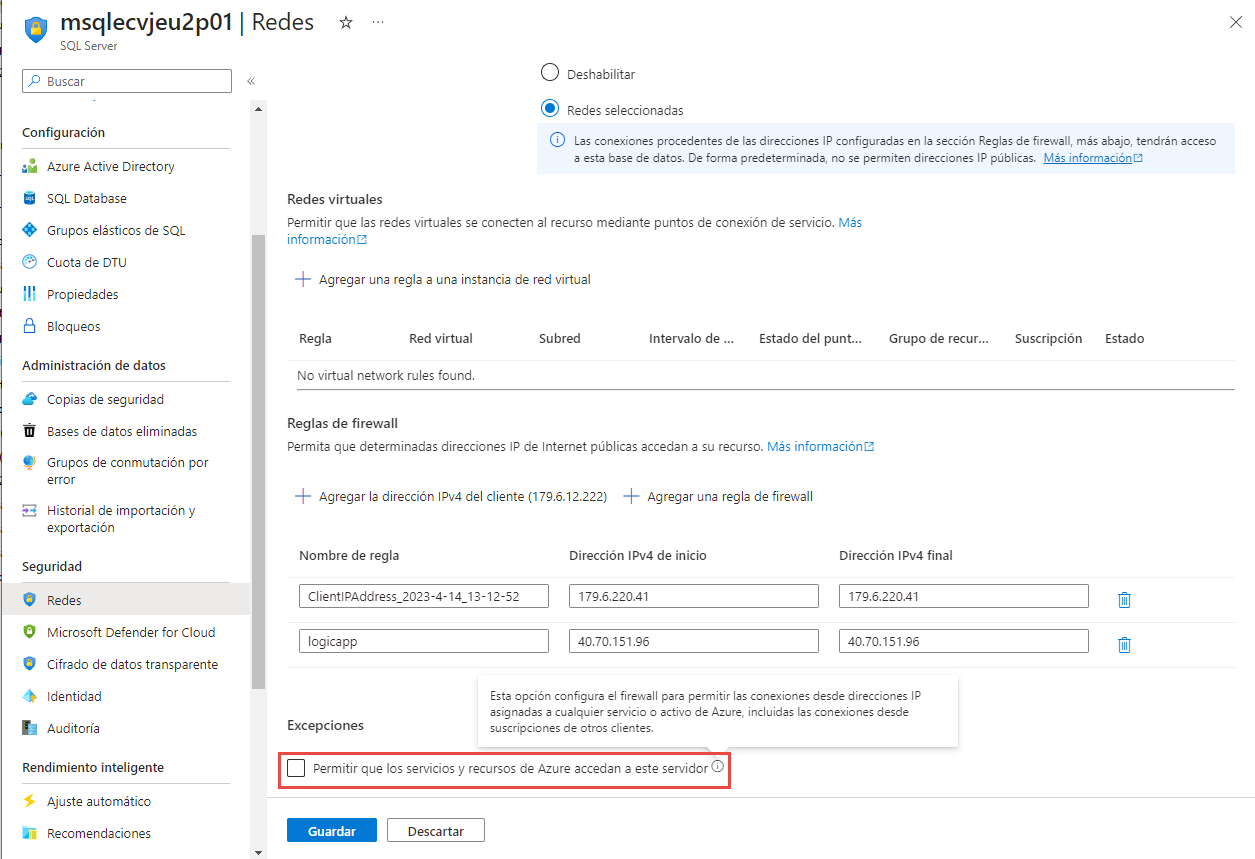 msqlecvjeu2p01 | Redes
SQL Server
Buscar
Configuración
Azure Active Directory
SQL Database
Grupos elásticos de SQL
Cuota de DTU
Propiedades
Bloqueos
Administración de datos
Copias de seguridad
Bases de datos eliminadas
Grupos de conmutación por
error
Historial de importación y
exportación
Seguridad
Redes
Microsoft Defender for Cloud
Cifrado de datos transparente
Identidad
Auditoría
Rendimiento inteligente
Ajuste automático
Recomendaciones
Deshabilitar
Redes seleccionadas
Las conexiones procedentes de las direcciones IP configuradas en la sección Reglas de firewall, más abajo, tendrán acceso
a esta base de datos. De forma predeterminada, no se permiten direcciones IP públicas. Más información
Redes virtuales
Permitir que las redes virtuales se conecten al recurso mediante puntos de conexión de servicio. Más
información
Agregar una regla a una instancia de red virtual
Regla Red virtual Subred Intervalo de ... Estado del punt... Grupo de recur... Suscripción Estado
No virtual network rules found.
Reglas de firewall
Permita que determinadas direcciones IP de Internet públicas accedan a su recurso. Más información
Agregar la dirección IPv4 del cliente (179.6.12.222) Agregar una regla de firewall
Nombre de regla Dirección IPv4 de inicio Dirección IPv4 final
ClientIPAddress_2023-4-14_13-12-52 179.6.220.41 179.6.220.41
logicapp 40.70.151.96 40.70.151.96
Esta opción configura el firewall para permitir las conexiones desde direcciones IP
asignadas a cualquier servicio o activo de Azure, incluidas las conexiones desde
suscripciones de otros clientes.
Excepciones
Permitir que los servicios y recursos de Azure accedan a este servidor
Guardar Descartar